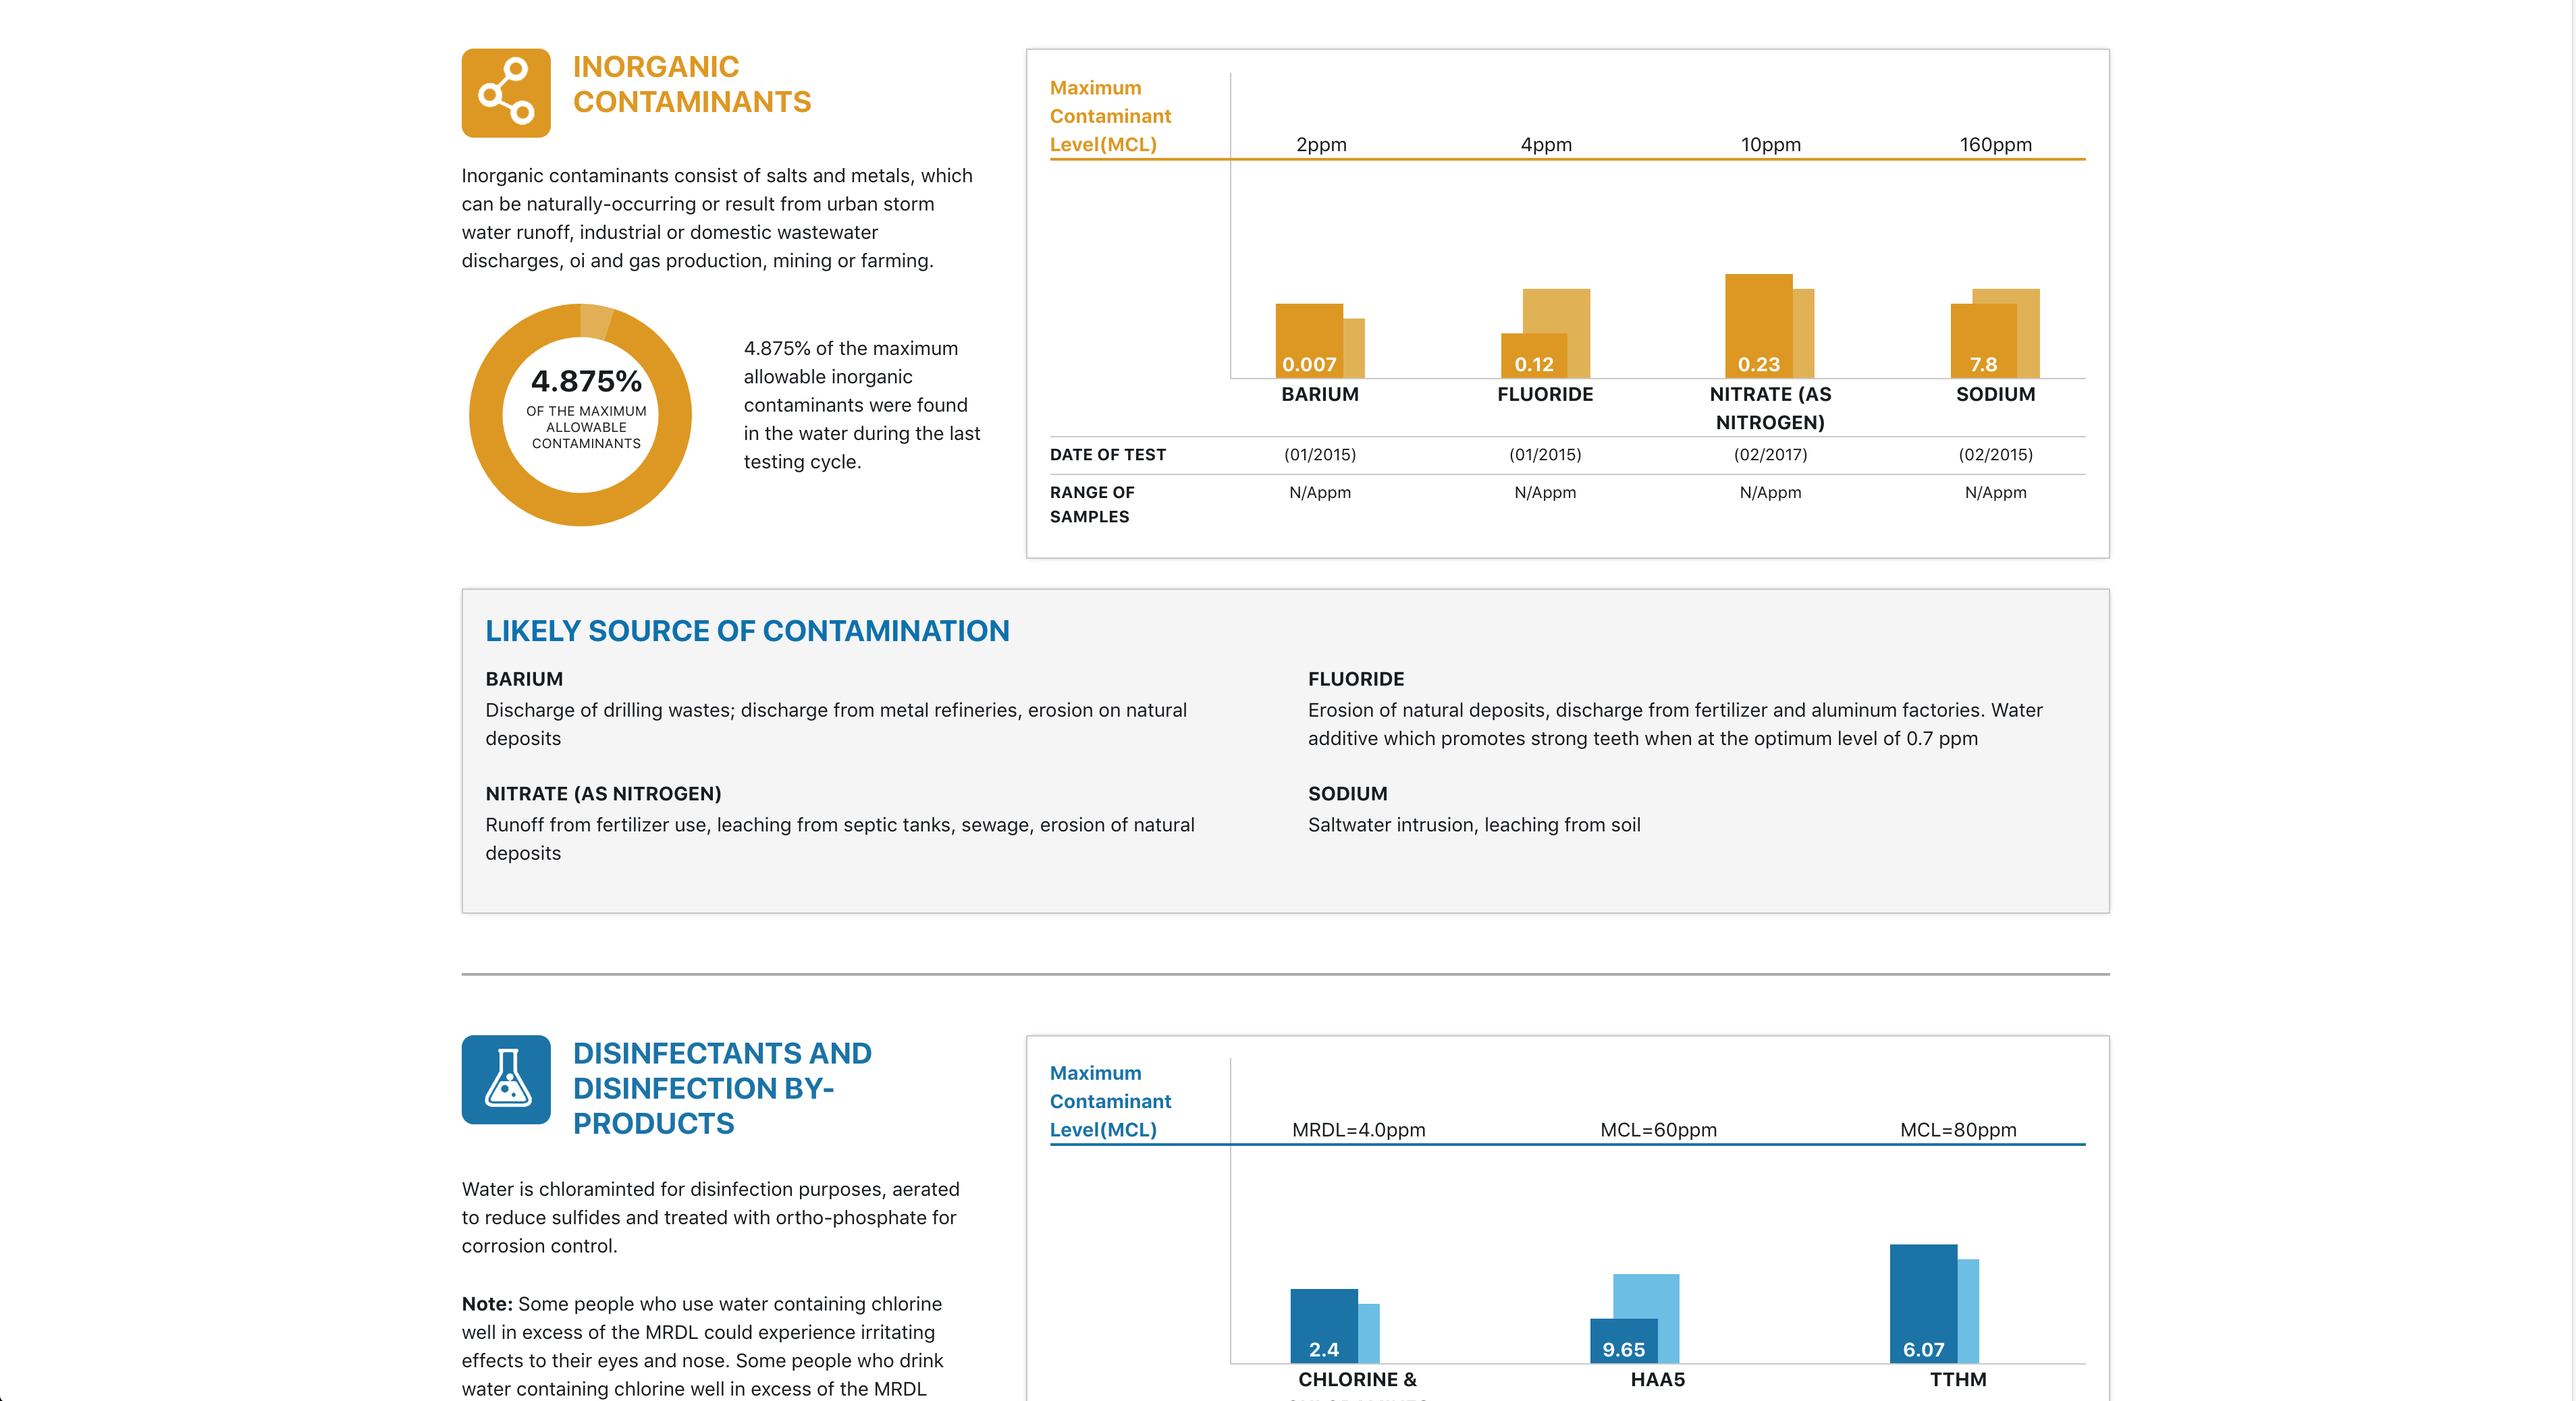 INORGANIC
CONTAMINANTS
Inorganic contaminants consist of salts and metals, which
can be naturally-occurring or result from urban storm
water runoff, industrial or domestic wastewater
discharges, oi and gas production, mining or farming.
4.875%
OF THE MAXIMUM
ALLOWABLE
CONTAMINANTS
4.875% of the maximum
allowable inorganic
contaminants were found
in the water during the last
testing cycle.
Maximum
Contaminant
Level(MCL) 2ppm 4ppm 10ppm 160ppm
0.007 0.12 0.23 7.8
BARIUM FLUORIDE NITRATE (AS SODIUM
NITROGEN)
DATE OF TEST (01/2015) (01/2015) (02/2017) (02/2015)
RANGE OF N/Appm N/Appm N/Appm N/Appm
SAMPLES
LIKELY SOURCE OF CONTAMINATION
BARIUM
Discharge of drilling wastes; discharge from metal refineries, erosion on natural
deposits
FLUORIDE
Erosion of natural deposits, discharge from fertilizer and aluminum factories. Water
additive which promotes strong teeth when at the optimum level of 0.7 ppm
NITRATE (AS NITROGEN)
Runoff from fertilizer use, leaching from septic tanks, sewage, erosion of natural
deposits
SODIUM
Saltwater intrusion, leaching from soil
DISINFECTANTS AND
DISINFECTION BY-
PRODUCTS
Water is chloraminted for disinfection purposes, aerated
to reduce sulfides and treated with ortho-phosphate for
corrosion control.
Note: Some people who use water containing chlorine
well in excess of the MRDL could experience irritating
effects to their eyes and nose. Some people who drink
water containing chlorine well in excess of the MRDL
Maximum
Contaminant
Level(MCL) MRDL=4.0ppm MCL=60ppm MCL=80ppm
2.4 9.65 6.07
CHLORINE & HAA5 TTHM